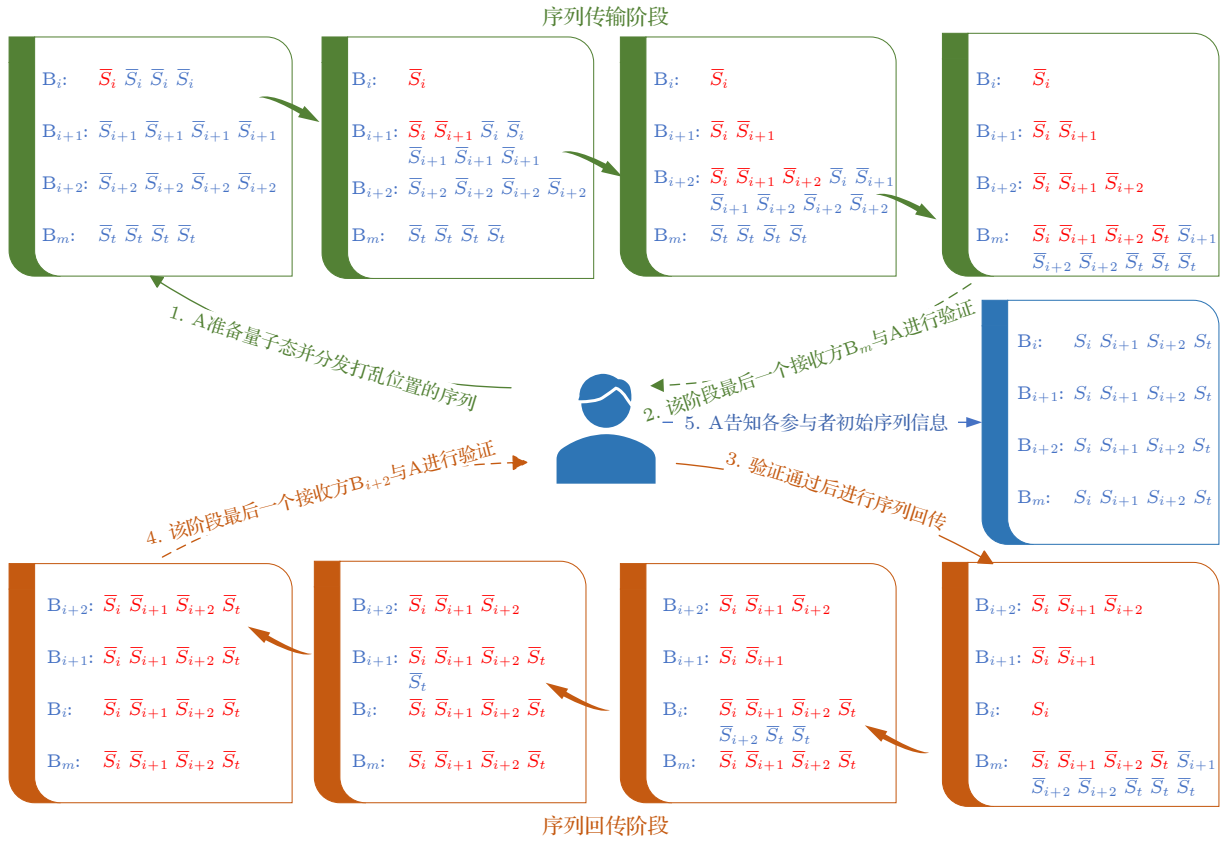 序列传输阶段
Bᵢ: S̅ᵢ S̅ᵢ S̅ᵢ S̅ᵢ
Bᵢ₊₁: S̅ᵢ₊₁ S̅ᵢ₊₁ S̅ᵢ₊₁ S̅ᵢ₊₁
Bᵢ₊₂: S̅ᵢ₊₂ S̅ᵢ₊₂ S̅ᵢ₊₂ S̅ᵢ₊₂
Bₘ: S̅ₜ S̅ₜ S̅ₜ S̅ₜ
Bᵢ: S̅ᵢ
Bᵢ₊₁: S̅ᵢ S̅ᵢ₊₁ S̅ᵢ S̅ᵢ
S̅ᵢ₊₁ S̅ᵢ₊₁ S̅ᵢ₊₁
Bᵢ₊₂: S̅ᵢ₊₂ S̅ᵢ₊₂ S̅ᵢ₊₂ S̅ᵢ₊₂
Bₘ: S̅ₜ S̅ₜ S̅ₜ S̅ₜ
Bᵢ: S̅ᵢ
Bᵢ₊₁: S̅ᵢ S̅ᵢ₊₁
Bᵢ₊₂: S̅ᵢ S̅ᵢ₊₁ S̅ᵢ₊₂ S̅ᵢ S̅ᵢ₊₁
S̅ᵢ₊₁ S̅ᵢ₊₂ S̅ᵢ₊₂ S̅ᵢ₊₂
Bₘ: S̅ₜ S̅ₜ S̅ₜ S̅ₜ
Bᵢ: S̅ᵢ
Bᵢ₊₁: S̅ᵢ S̅ᵢ₊₁
Bᵢ₊₂: S̅ᵢ S̅ᵢ₊₁ S̅ᵢ₊₂
Bₘ: S̅ᵢ S̅ᵢ₊₁ S̅ᵢ₊₂ S̅ₜ S̅ᵢ₊₁
S̅ᵢ₊₂ S̅ᵢ₊₂ S̅ₜ S̅ₜ S̅ₜ
1. A准备量子态并分发打乱位置的序列
2. 该阶段最后一个接收方Bₘ与A进行验证
5. A告知各参与者初始序列信息
Bᵢ: Sᵢ Sᵢ₊₁ Sᵢ₊₂ Sₜ
Bᵢ₊₁: Sᵢ Sᵢ₊₁ Sᵢ₊₂ Sₜ
Bᵢ₊₂: Sᵢ Sᵢ₊₁ Sᵢ₊₂ Sₜ
Bₘ: Sᵢ Sᵢ₊₁ Sᵢ₊₂ Sₜ
4. 该阶段最后一个接收方Bᵢ₊₂与A进行验证
3. 验证通过后进行序列回传
Bᵢ₊₂: S̅ᵢ S̅ᵢ₊₁ S̅ᵢ₊₂ S̅ₜ
Bᵢ₊₁: S̅ᵢ S̅ᵢ₊₁ S̅ᵢ₊₂ S̅ₜ
Bᵢ: S̅ᵢ S̅ᵢ₊₁ S̅ᵢ₊₂ S̅ₜ
Bₘ: S̅ᵢ S̅ᵢ₊₁ S̅ᵢ₊₂ S̅ₜ
Bᵢ₊₂: S̅ᵢ S̅ᵢ₊₁ S̅ᵢ₊₂
Bᵢ₊₁: S̅ᵢ S̅ᵢ₊₁ S̅ᵢ₊₂ S̅ₜ
S̅ₜ
Bᵢ: S̅ᵢ S̅ᵢ₊₁ S̅ᵢ₊₂ S̅ₜ
Bₘ: S̅ᵢ S̅ᵢ₊₁ S̅ᵢ₊₂ S̅ₜ
Bᵢ₊₂: S̅ᵢ S̅ᵢ₊₁ S̅ᵢ₊₂
Bᵢ₊₁: S̅ᵢ S̅ᵢ₊₁
Bᵢ: S̅ᵢ S̅ᵢ₊₁ S̅ᵢ₊₂ S̅ₜ
S̅ᵢ₊₂ S̅ₜ S̅ₜ
Bₘ: S̅ᵢ S̅ᵢ₊₁ S̅ᵢ₊₂ S̅ₜ
Bᵢ₊₂: S̅ᵢ S̅ᵢ₊₁ S̅ᵢ₊₂
Bᵢ₊₁: S̅ᵢ S̅ᵢ₊₁
Bᵢ: Sᵢ
Bₘ: S̅ᵢ S̅ᵢ₊₁ S̅ᵢ₊₂ S̅ₜ S̅ᵢ₊₁
S̅ᵢ₊₂ S̅ᵢ₊₂ S̅ₜ S̅ₜ S̅ₜ
序列回传阶段